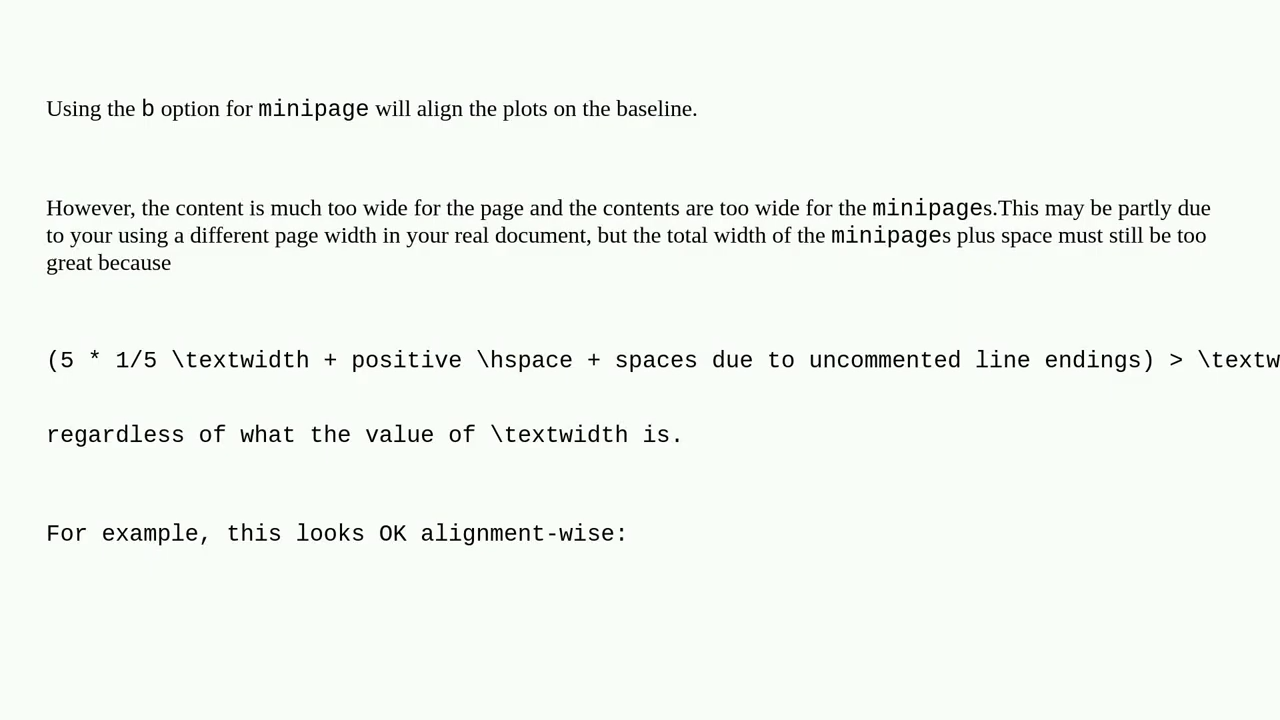 Using the b option for minipage will align the plots on the baseline.
However, the content is much too wide for the page and the contents are too wide for the minipages.This may be partly due
to your using a different page width in your real document, but the total width of the minipages plus space must still be too
great because
(5 * 1/5 \textwidth + positive \hspace + spaces due to uncommented line endings) > \textw
regardless of what the value of \textwidth is.
For example, this looks OK alignment-wise: